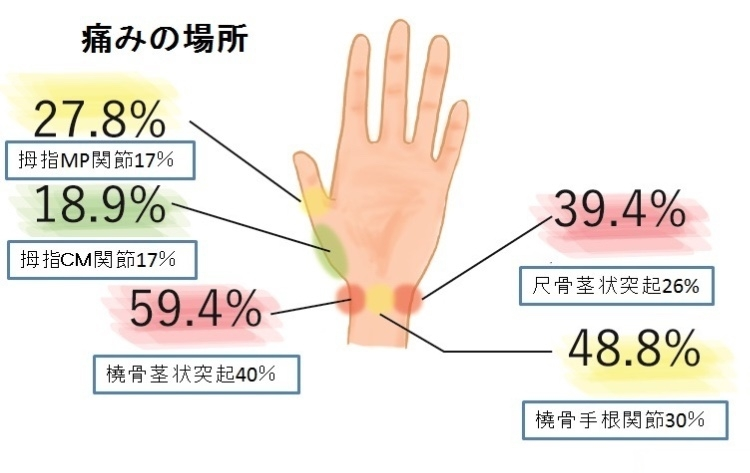 痛みの場所
27.8%
拇指MP関節17%
18.9%
拇指CM関節17%
59.4%
橈骨茎状突起40%
39.4%
尺骨茎状突起26%
48.8%
橈骨手根関節30%